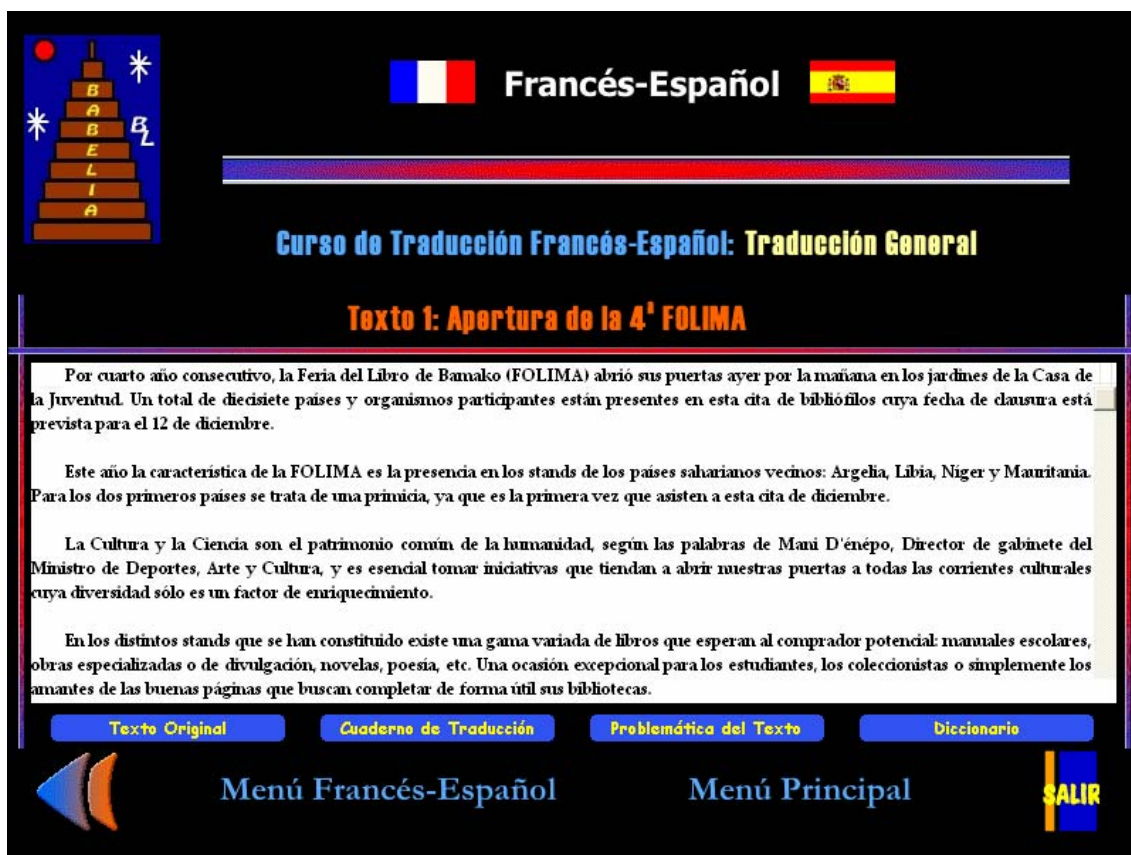 BABELIA
BL
Francés-Español
Curso de Traducción Francés-Español: Traducción General
Texto 1: Apertura de la 4ª FOLIMA
Por cuarto año consecutivo, la Feria del Libro de Bamako (FOLIMA) abrió sus puertas ayer por la mañana en los jardines de la Casa de
la Juventud. Un total de diecisiete países y organismos participantes están presentes en esta cita de bibliófilos cuya fecha de clausura está
prevista para el 12 de diciembre.
Este año la característica de la FOLIMA es la presencia en los stands de los países saharianos vecinos: Argelia, Libia, Níger y Mauritania.
Para los dos primeros países se trata de una primicia, ya que es la primera vez que asisten a esta cita de diciembre.
La Cultura y la Ciencia son el patrimonio común de la humanidad, según las palabras de Mani D'énépo, Director de gabinete del
Ministro de Deportes, Arte y Cultura, y es esencial tomar iniciativas que tiendan a abrir nuestras puertas a todas las corrientes culturales
cuya diversidad sólo es un factor de enriquecimiento.
En los distintos stands que se han constituido existe una gama variada de libros que esperan al comprador potencial: manuales escolares,
obras especializadas o de divulgación, novelas, poesía, etc. Una ocasión excepcional para los estudiantes, los coleccionistas o simplemente los
amantes de las buenas páginas que buscan completar de forma útil sus bibliotecas.
Texto Original Cuaderno de Traducción Problemática del Texto Diccionario
Menú Francés-Español Menú Principal SALIR